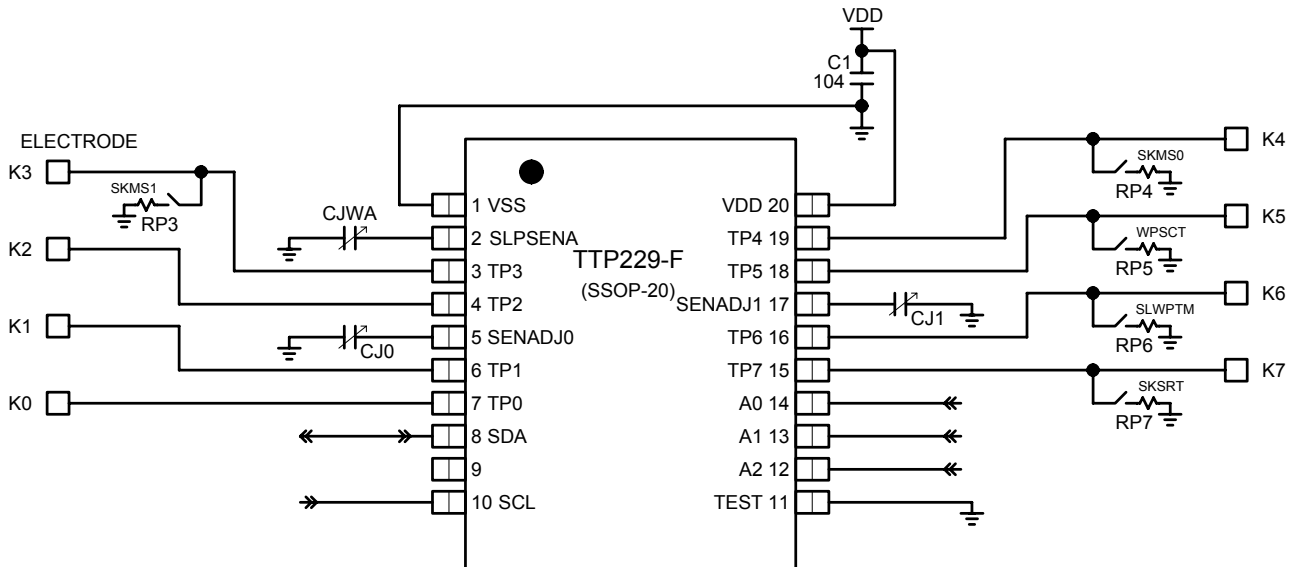 VDD
C1
104
ELECTRODE
K3
SKMS1
RP3
CJWA
K2
K1
CJ0
K0
TTP229-F
(SSOP-20)
1 VSS
2 SLPSENA
3 TP3
4 TP2
5 SENADJ0
6 TP1
7 TP0
8 SDA
9
10 SCL
VDD 20
TP4 19
TP5 18
SENADJ1 17
TP6 16
TP7 15
A0 14
A1 13
A2 12
TEST 11
CJ1
K4
SKMS0
RP4
K5
WPSCT
RP5
K6
SLWPTM
RP6
K7
SKSRT
RP7